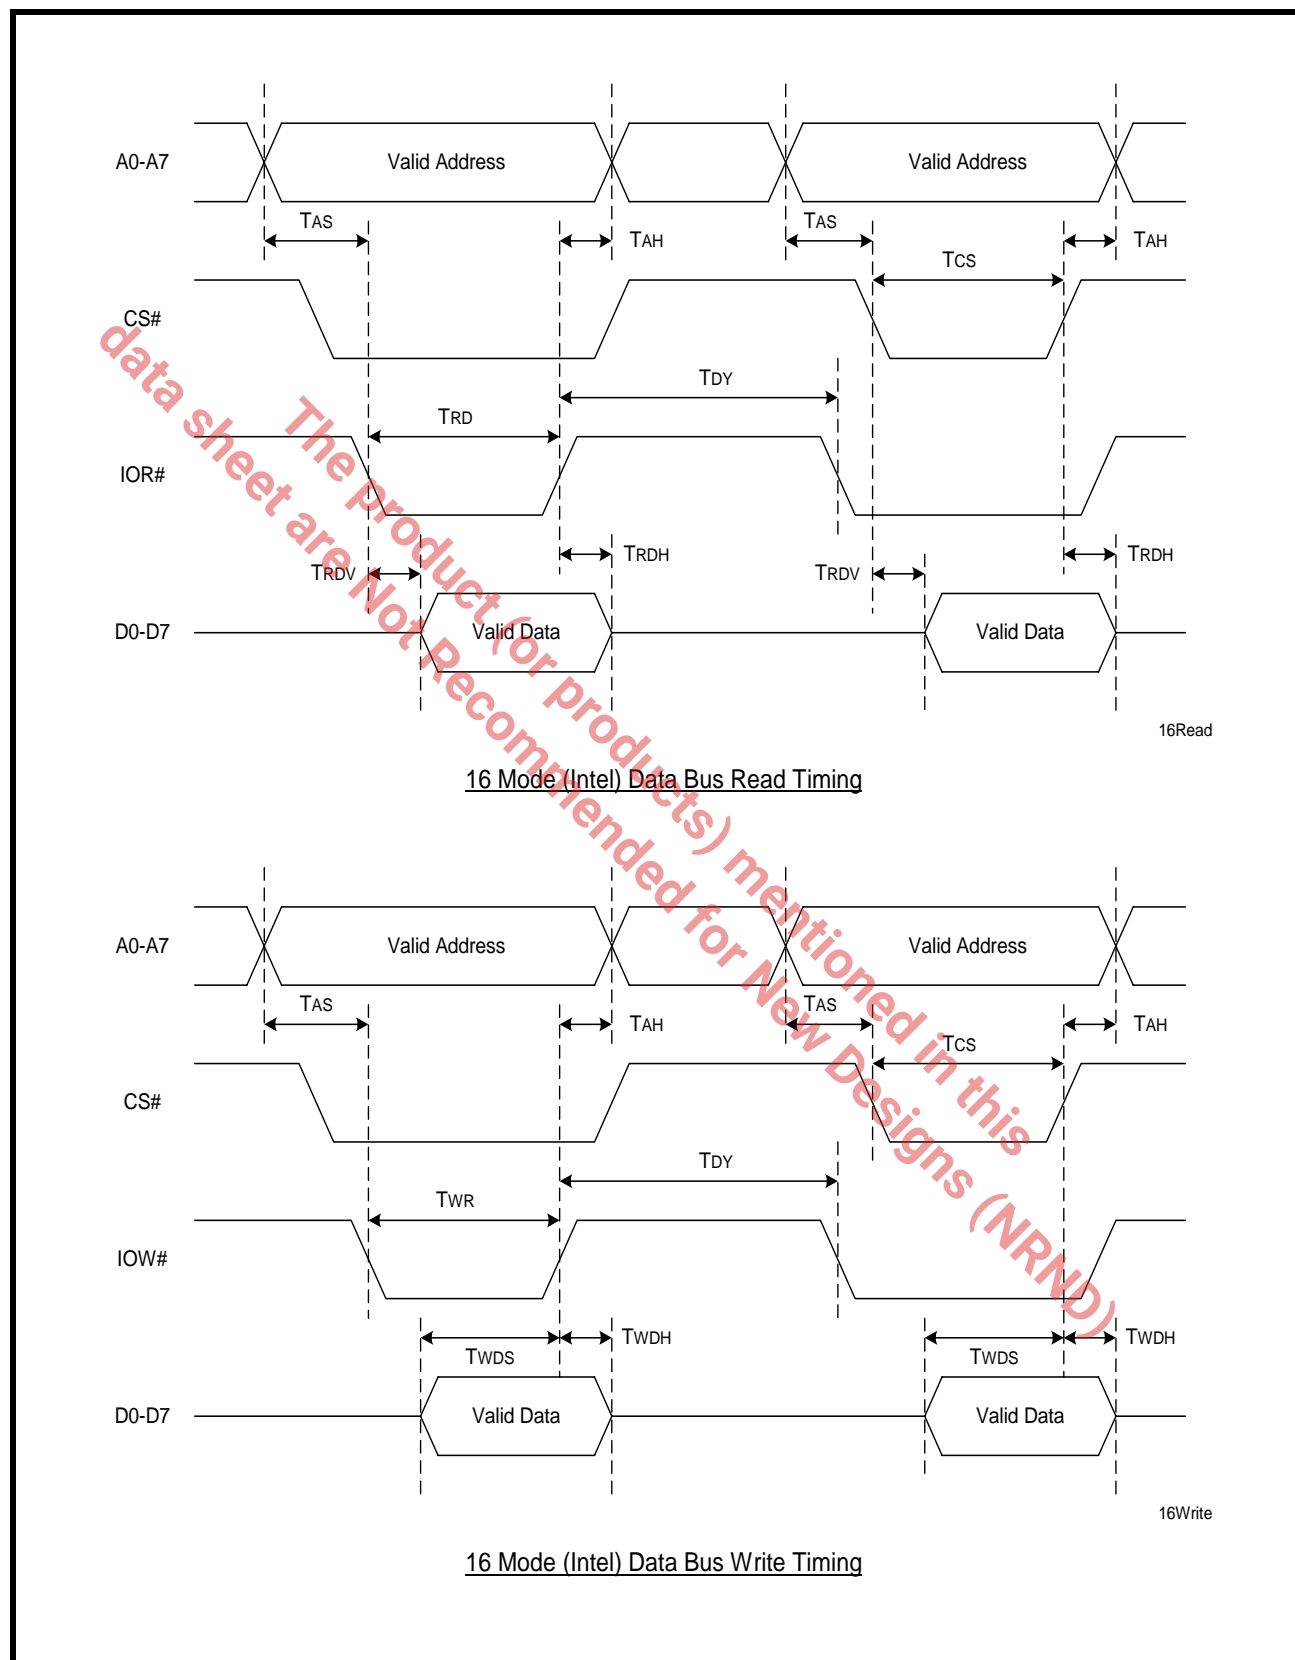 A0-A7
Valid Address
Valid Address
TAS
TAH
TAS
TAH
TCS
CS#
TDY
TRD
IOR#
TRDV
TRDH
TRDV
TRDH
D0-D7
Valid Data
Valid Data
16Read
16 Mode (Intel) Data Bus Read Timing
A0-A7
Valid Address
Valid Address
TAS
TAH
TAS
TAH
TCS
CS#
TDY
TWR
IOW#
TWDS
TWDH
TWDS
TWDH
D0-D7
Valid Data
Valid Data
16Write
16 Mode (Intel) Data Bus Write Timing
The product (or products) mentioned in this
data sheet are Not Recommended for New Designs (NRND)